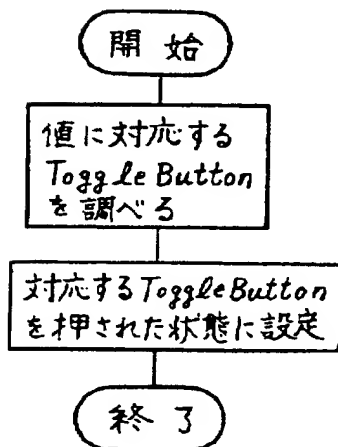 開始
値に対応する
ToggleButton
を調べる
対応するToggleButton
を押された状態に設定
終了